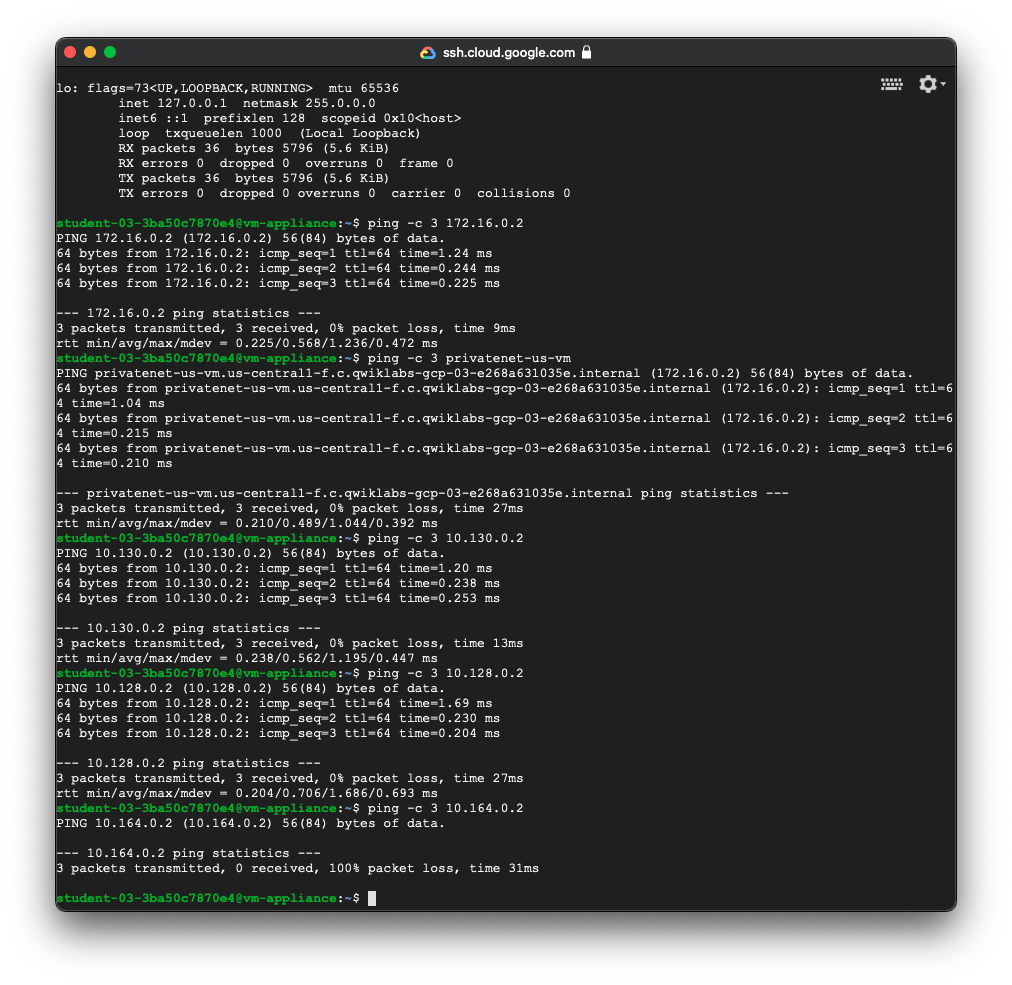 ssh.cloud.google.com
lo: flags=73<UP,LOOPBACK,RUNNING>  mtu 65536
        inet 127.0.0.1  netmask 255.0.0.0
        inet6 ::1  prefixlen 128  scopeid 0x10<host>
        loop  txqueuelen 1000  (Local Loopback)
        RX packets 36  bytes 5796 (5.6 KiB)
        RX errors 0  dropped 0  overruns 0  frame 0
        TX packets 36  bytes 5796 (5.6 KiB)
        TX errors 0  dropped 0 overruns 0  carrier 0  collisions 0
student-03-3ba50c7870e4@vm-appliance:~$ ping -c 3 172.16.0.2
PING 172.16.0.2 (172.16.0.2) 56(84) bytes of data.
64 bytes from 172.16.0.2: icmp_seq=1 ttl=64 time=1.24 ms
64 bytes from 172.16.0.2: icmp_seq=2 ttl=64 time=0.244 ms
64 bytes from 172.16.0.2: icmp_seq=3 ttl=64 time=0.225 ms
--- 172.16.0.2 ping statistics ---
3 packets transmitted, 3 received, 0% packet loss, time 9ms
rtt min/avg/max/mdev = 0.225/0.568/1.236/0.472 ms
student-03-3ba50c7870e4@vm-appliance:~$ ping -c 3 privatenet-us-vm
PING privatenet-us-vm.us-central1-f.c.qwiklabs-gcp-03-e268a631035e.internal (172.16.0.2) 56(84) bytes of data.
64 bytes from privatenet-us-vm.us-central1-f.c.qwiklabs-gcp-03-e268a631035e.internal (172.16.0.2): icmp_seq=1 ttl=6
4 time=1.04 ms
64 bytes from privatenet-us-vm.us-central1-f.c.qwiklabs-gcp-03-e268a631035e.internal (172.16.0.2): icmp_seq=2 ttl=6
4 time=0.215 ms
64 bytes from privatenet-us-vm.us-central1-f.c.qwiklabs-gcp-03-e268a631035e.internal (172.16.0.2): icmp_seq=3 ttl=6
4 time=0.210 ms
--- privatenet-us-vm.us-central1-f.c.qwiklabs-gcp-03-e268a631035e.internal ping statistics ---
3 packets transmitted, 3 received, 0% packet loss, time 27ms
rtt min/avg/max/mdev = 0.210/0.489/1.044/0.392 ms
student-03-3ba50c7870e4@vm-appliance:~$ ping -c 3 10.130.0.2
PING 10.130.0.2 (10.130.0.2) 56(84) bytes of data.
64 bytes from 10.130.0.2: icmp_seq=1 ttl=64 time=1.20 ms
64 bytes from 10.130.0.2: icmp_seq=2 ttl=64 time=0.238 ms
64 bytes from 10.130.0.2: icmp_seq=3 ttl=64 time=0.253 ms
--- 10.130.0.2 ping statistics ---
3 packets transmitted, 3 received, 0% packet loss, time 13ms
rtt min/avg/max/mdev = 0.238/0.562/1.195/0.447 ms
student-03-3ba50c7870e4@vm-appliance:~$ ping -c 3 10.128.0.2
PING 10.128.0.2 (10.128.0.2) 56(84) bytes of data.
64 bytes from 10.128.0.2: icmp_seq=1 ttl=64 time=1.69 ms
64 bytes from 10.128.0.2: icmp_seq=2 ttl=64 time=0.230 ms
64 bytes from 10.128.0.2: icmp_seq=3 ttl=64 time=0.204 ms
--- 10.128.0.2 ping statistics ---
3 packets transmitted, 3 received, 0% packet loss, time 27ms
rtt min/avg/max/mdev = 0.204/0.706/1.686/0.693 ms
student-03-3ba50c7870e4@vm-appliance:~$ ping -c 3 10.164.0.2
PING 10.164.0.2 (10.164.0.2) 56(84) bytes of data.
--- 10.164.0.2 ping statistics ---
3 packets transmitted, 0 received, 100% packet loss, time 31ms
student-03-3ba50c7870e4@vm-appliance:~$